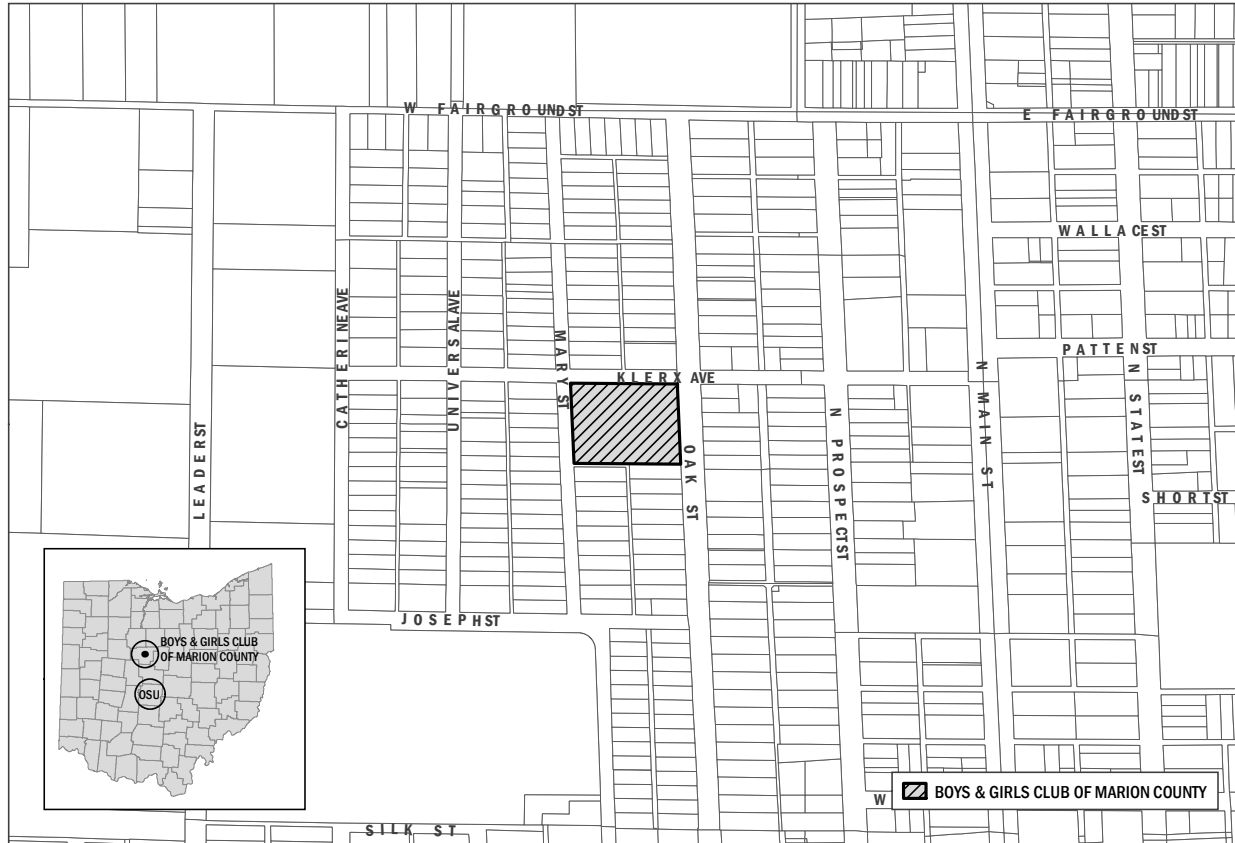 W FAIRGROUND ST
E FAIRGROUND ST
WALLACE ST
PATTEN ST
KLERX AVE
CATHERINE AVE
UNIVERSAL AVE
MARY ST
LEADER ST
OAK ST
N PROSPECT ST
N MAIN ST
N STATE ST
SHORT ST
JOSEPH ST
BOYS & GIRLS CLUB
OF MARION COUNTY
OSU
W
BOYS & GIRLS CLUB OF MARION COUNTY
SILK ST